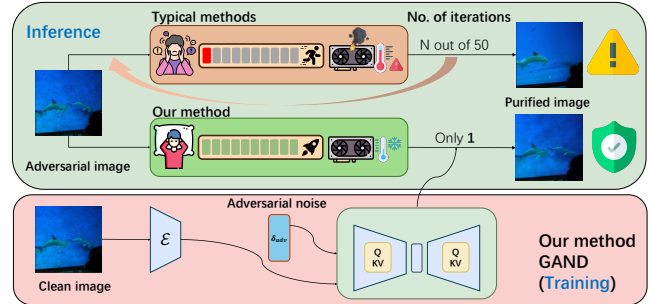 Inference
Typical methods
No. of iterations
N out of 50
Purified image
Our method
Only 1
Adversarial image
Adversarial noise
δadv
ℰ
Q
KV
Q
KV
Clean image
Our method
GAND
(Training)